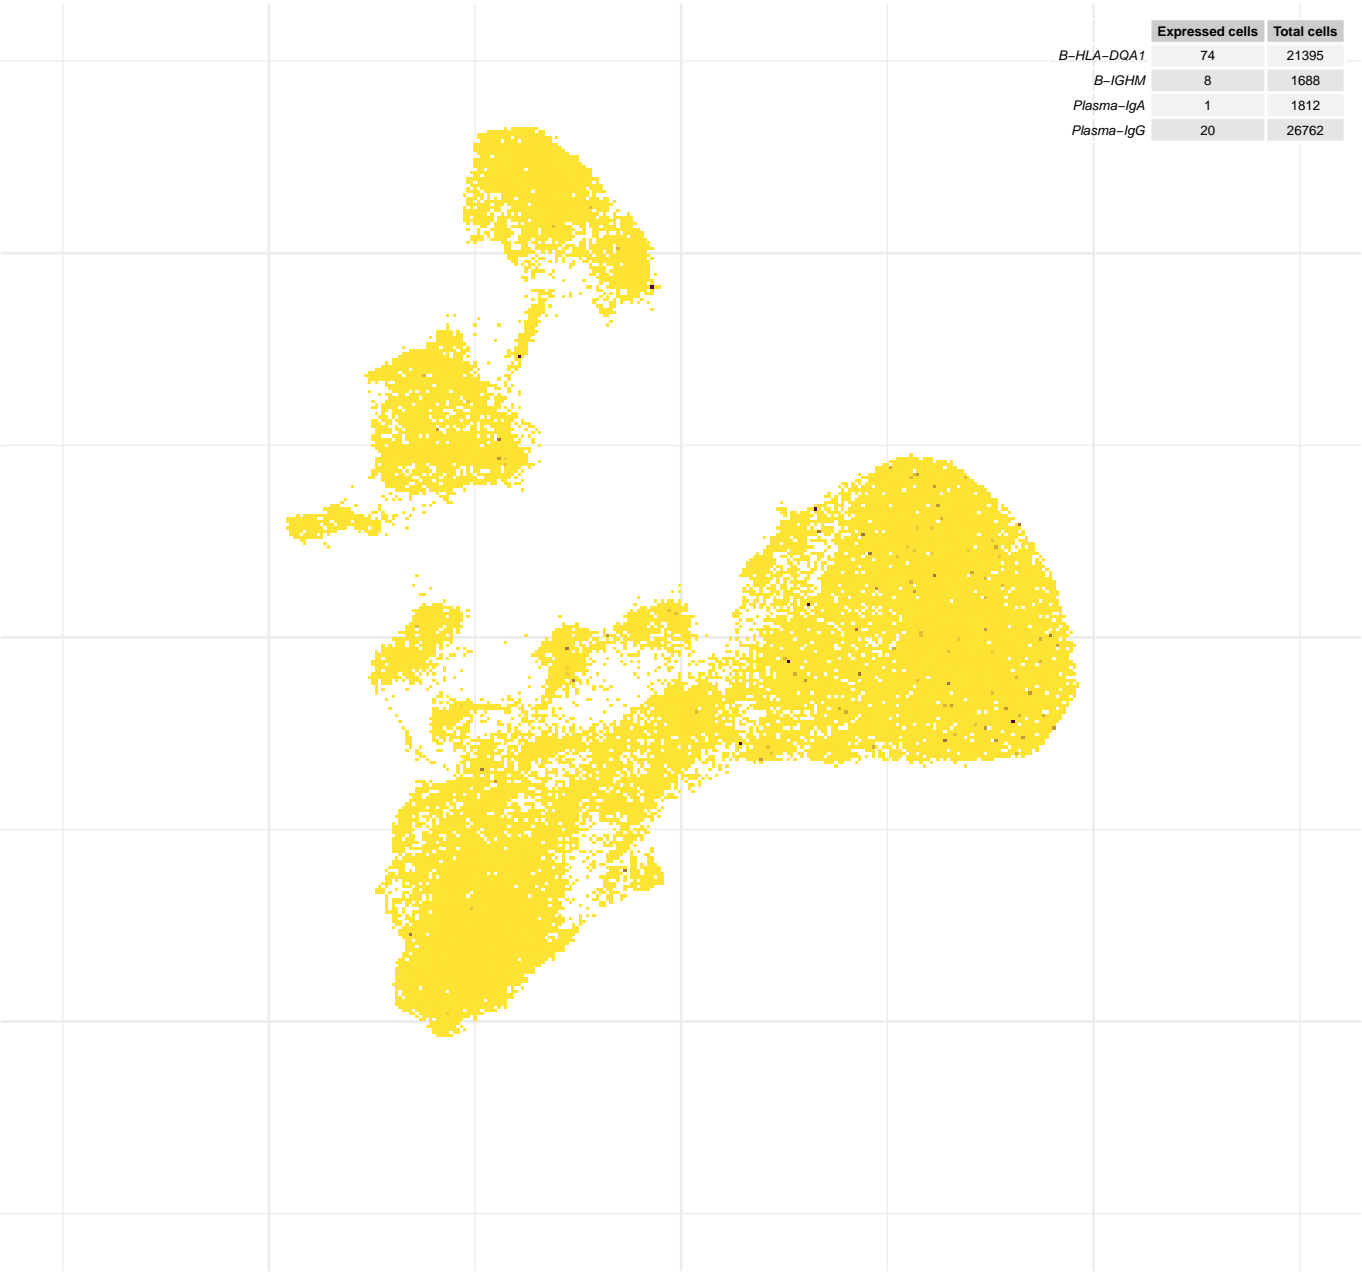 Expressed cells Total cells
B−HLA−DQA1 74 21395
B−IGHM 8 1688
Plasma−IgA 1 1812
Plasma−IgG 20 26762